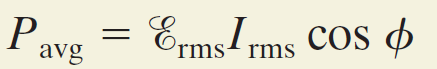 P_avg = ℰ_rms I_rms cos ϕ